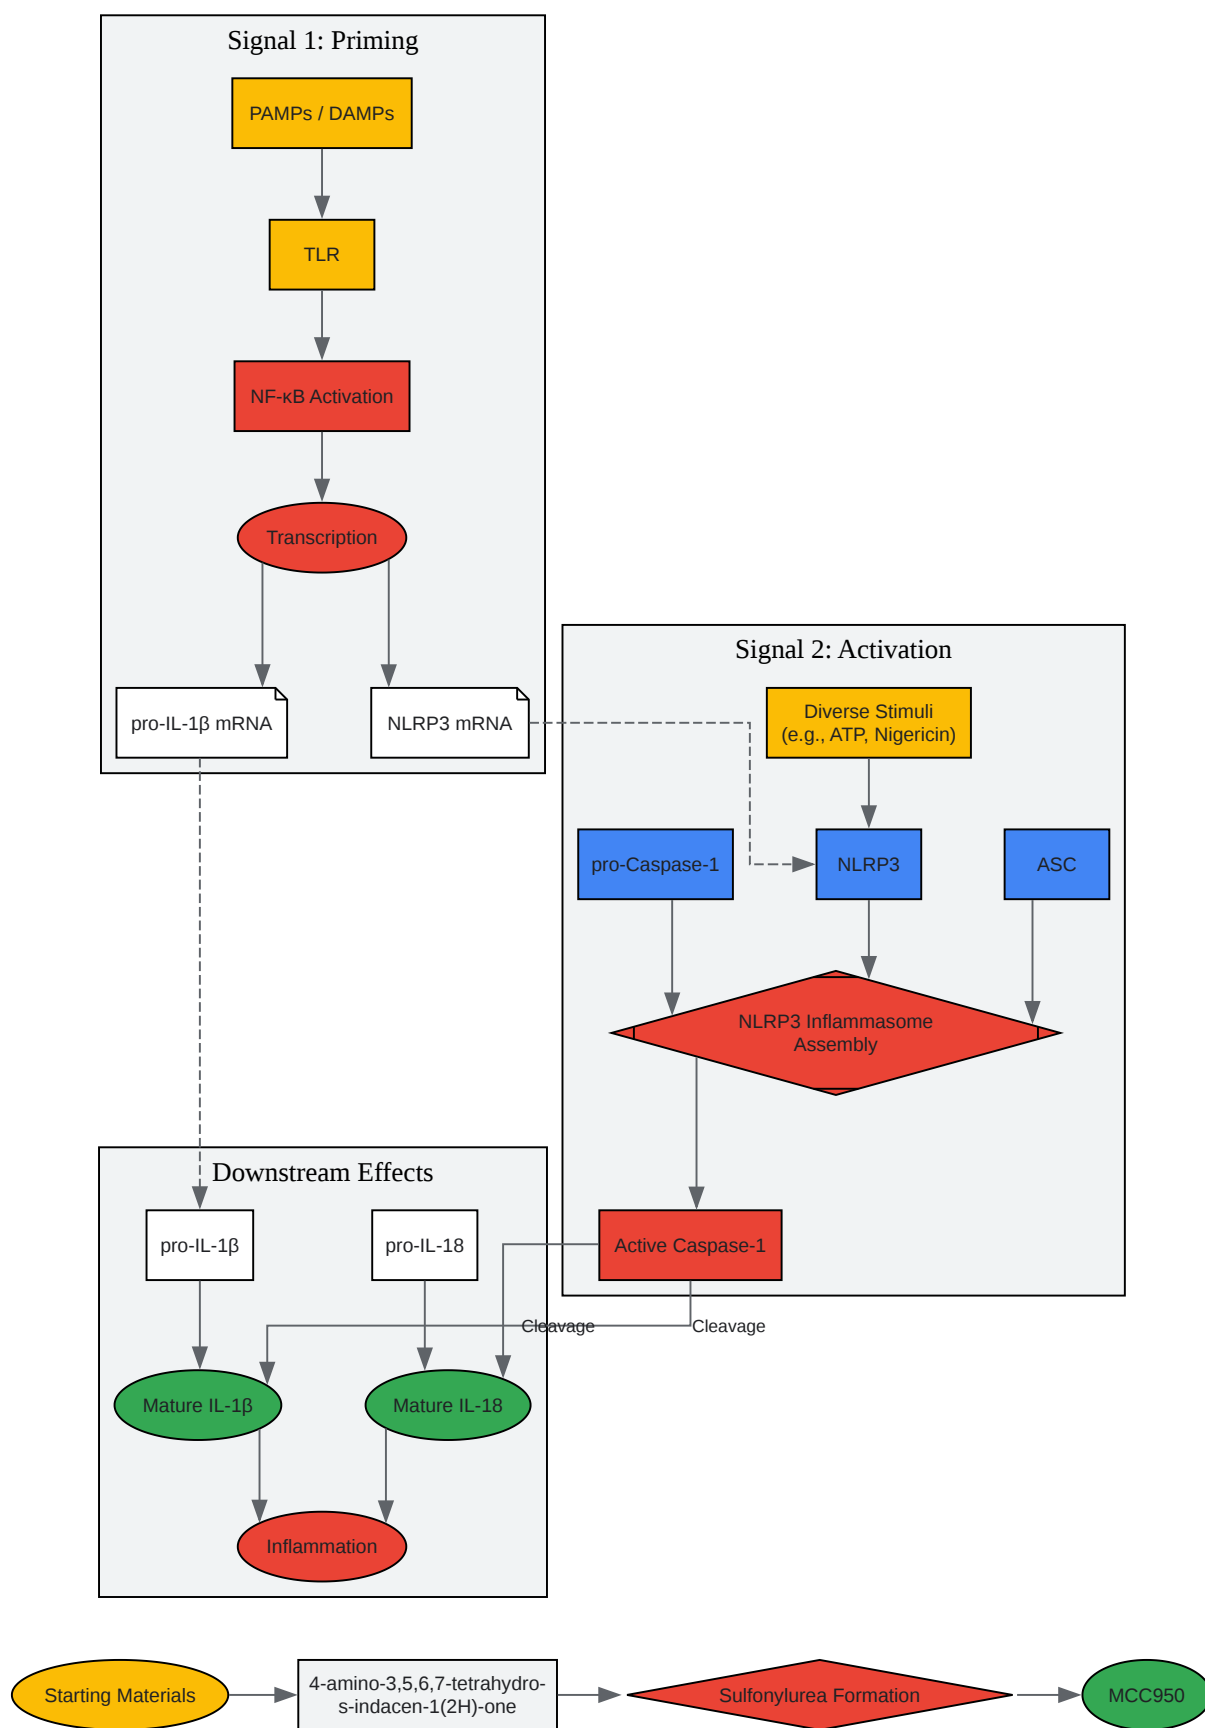 Signal 1: Priming
PAMPs / DAMPs
TLR
NF-κB Activation
Transcription
pro-IL-1β mRNA
NLRP3 mRNA
Signal 2: Activation
Diverse Stimuli
(e.g., ATP, Nigericin)
pro-Caspase-1
NLRP3
ASC
NLRP3 Inflammasome
Assembly
Active Caspase-1
Downstream Effects
pro-IL-1β
pro-IL-18
Cleavage
Cleavage
Mature IL-1β
Mature IL-18
Inflammation
Starting Materials
4-amino-3,5,6,7-tetrahydro-
s-indacen-1(2H)-one
Sulfonylurea Formation
MCC950